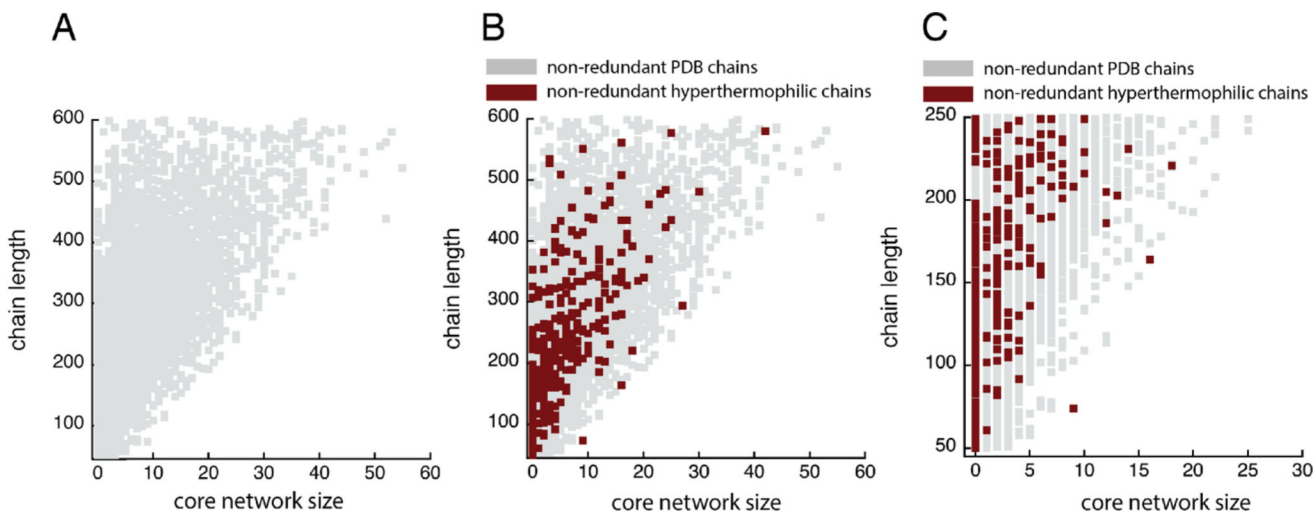 A
600
500
400
300
200
100
0 10 20 30 40 50 60
chain length
core network size
B
non-redundant PDB chains
non-redundant hyperthermophilic chains
600
500
400
300
200
100
0 10 20 30 40 50 60
chain length
core network size
C
non-redundant PDB chains
non-redundant hyperthermophilic chains
250
200
150
100
50
0 5 10 15 20 25 30
chain length
core network size